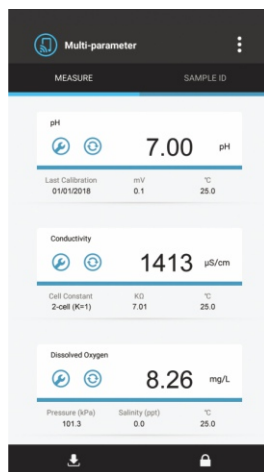 Multi-parameter
MEASURE SAMPLE ID
pH
7.00 pH
Last Calibration mV °C
01/01/2018 0.1 25.0
Conductivity
1413 µS/cm
Cell Constant KΩ °C
2-cell (K=1) 7.01 25.0
Dissolved Oxygen
8.26 mg/L
Pressure (kPa) Salinity (ppt) °C
101.3 0.0 25.0